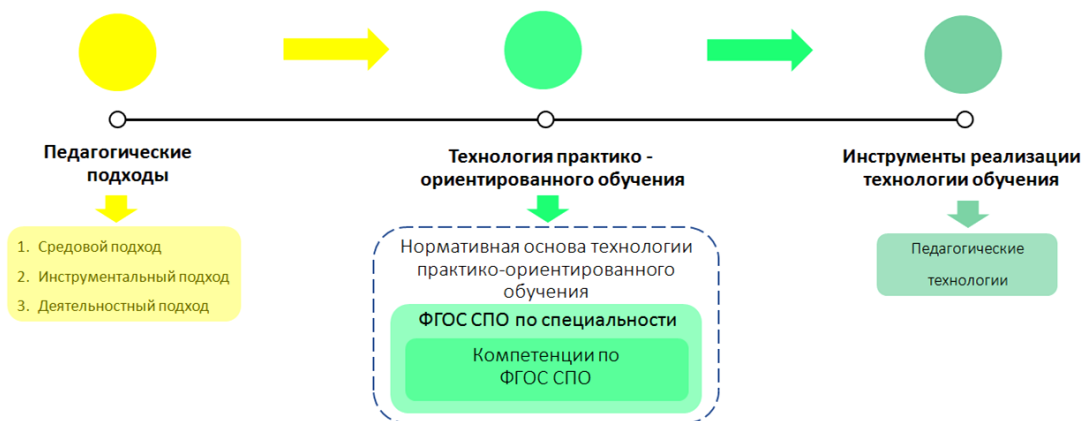 Педагогические
подходы
1. Средовой подход
2. Инструментальный подход
3. Деятельностный подход
Технология практико -
ориентированного обучения
Нормативная основа технологии
практико-ориентированного
обучения
ФГОС СПО по специальности
Компетенции по
ФГОС СПО
Инструменты реализации
технологии обучения
Педагогические
технологии